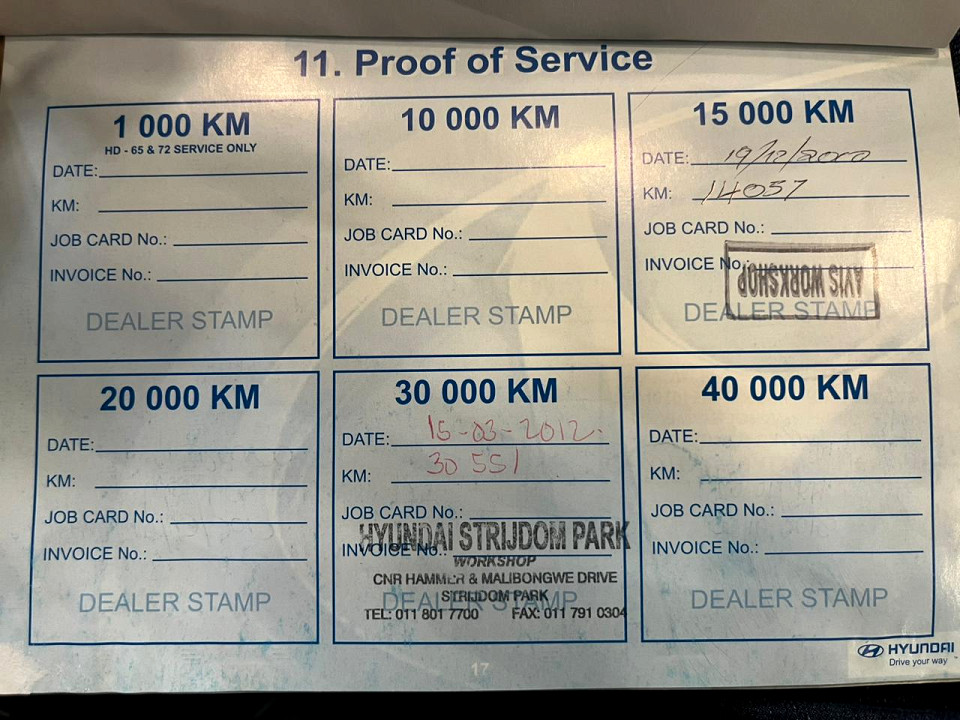 11. Proof of Service
1 000 KM
HD - 65 & 72 SERVICE ONLY
DATE:
KM:
JOB CARD No.:
INVOICE No.:
DEALER STAMP
10 000 KM
DATE:
KM:
JOB CARD No.:
INVOICE No.:
DEALER STAMP
15 000 KM
DATE: 19/12/
KM: 14057
JOB CARD No.:
INVOICE No.:
AVIS WORKSHOP
DEALER STAMP
20 000 KM
DATE:
KM:
JOB CARD No.:
INVOICE No.:
DEALER STAMP
30 000 KM
DATE: 15-03-2012.
KM: 30 551
JOB CARD No.:
HYUNDAI STRIJDOM PARK
INVOICE No.:
WORKSHOP
CNR HAMMER & MALIBONGWE DRIVE
STRIJDOM PARK
DEALER STAMP
TEL: 011 801 7700 FAX: 011 791 0304
40 000 KM
DATE:
KM:
JOB CARD No.:
INVOICE No.:
DEALER STAMP
17
HYUNDAI
Drive your way